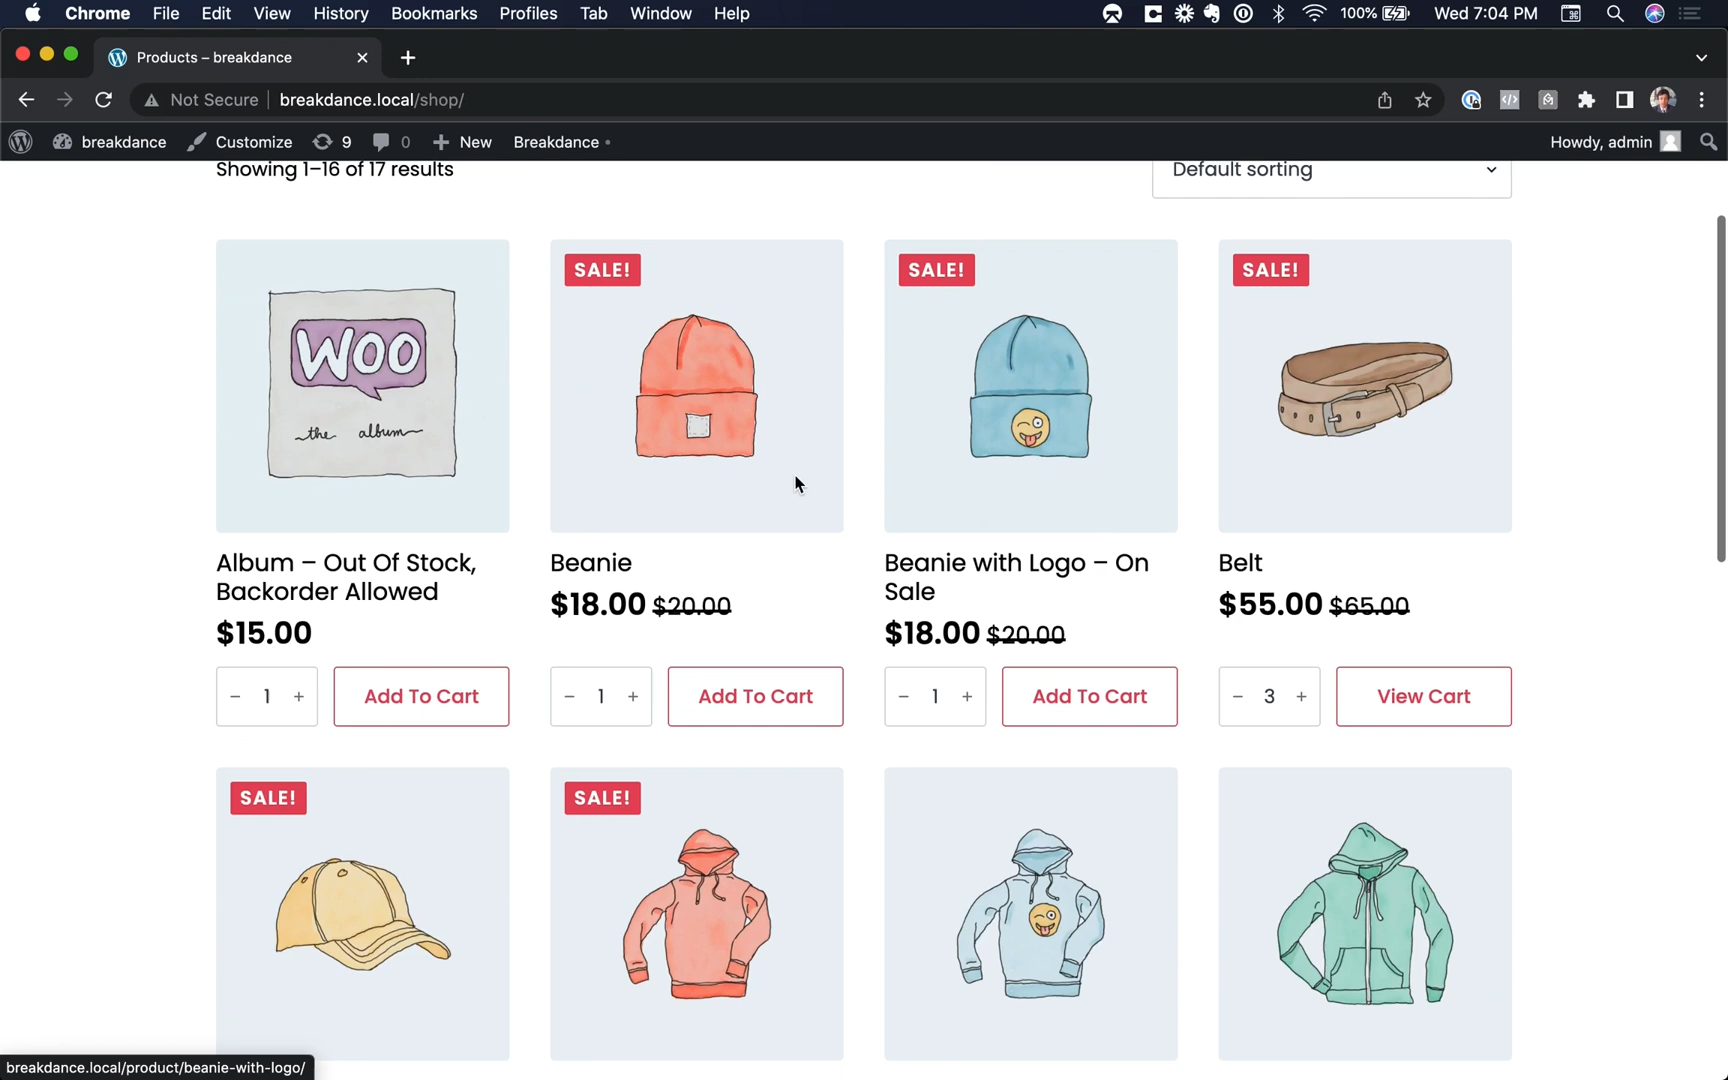 Chrome File Edit View History Bookmarks Profiles Tab Window Help 100% Wed 7:04 PM
Products – breakdance
Not Secure breakdance.local/shop/
breakdance Customize 9 0 New Breakdance Howdy, admin
Showing 1–16 of 17 results
Default sorting
SALE!
SALE!
SALE!
WOO
the album
Album – Out Of Stock,
Backorder Allowed
$15.00
Beanie
$18.00 $20.00
Beanie with Logo – On
Sale
$18.00 $20.00
Belt
$55.00 $65.00
− 1 + Add To Cart
− 1 + Add To Cart
− 1 + Add To Cart
− 3 + View Cart
SALE!
SALE!
breakdance.local/product/beanie-with-logo/